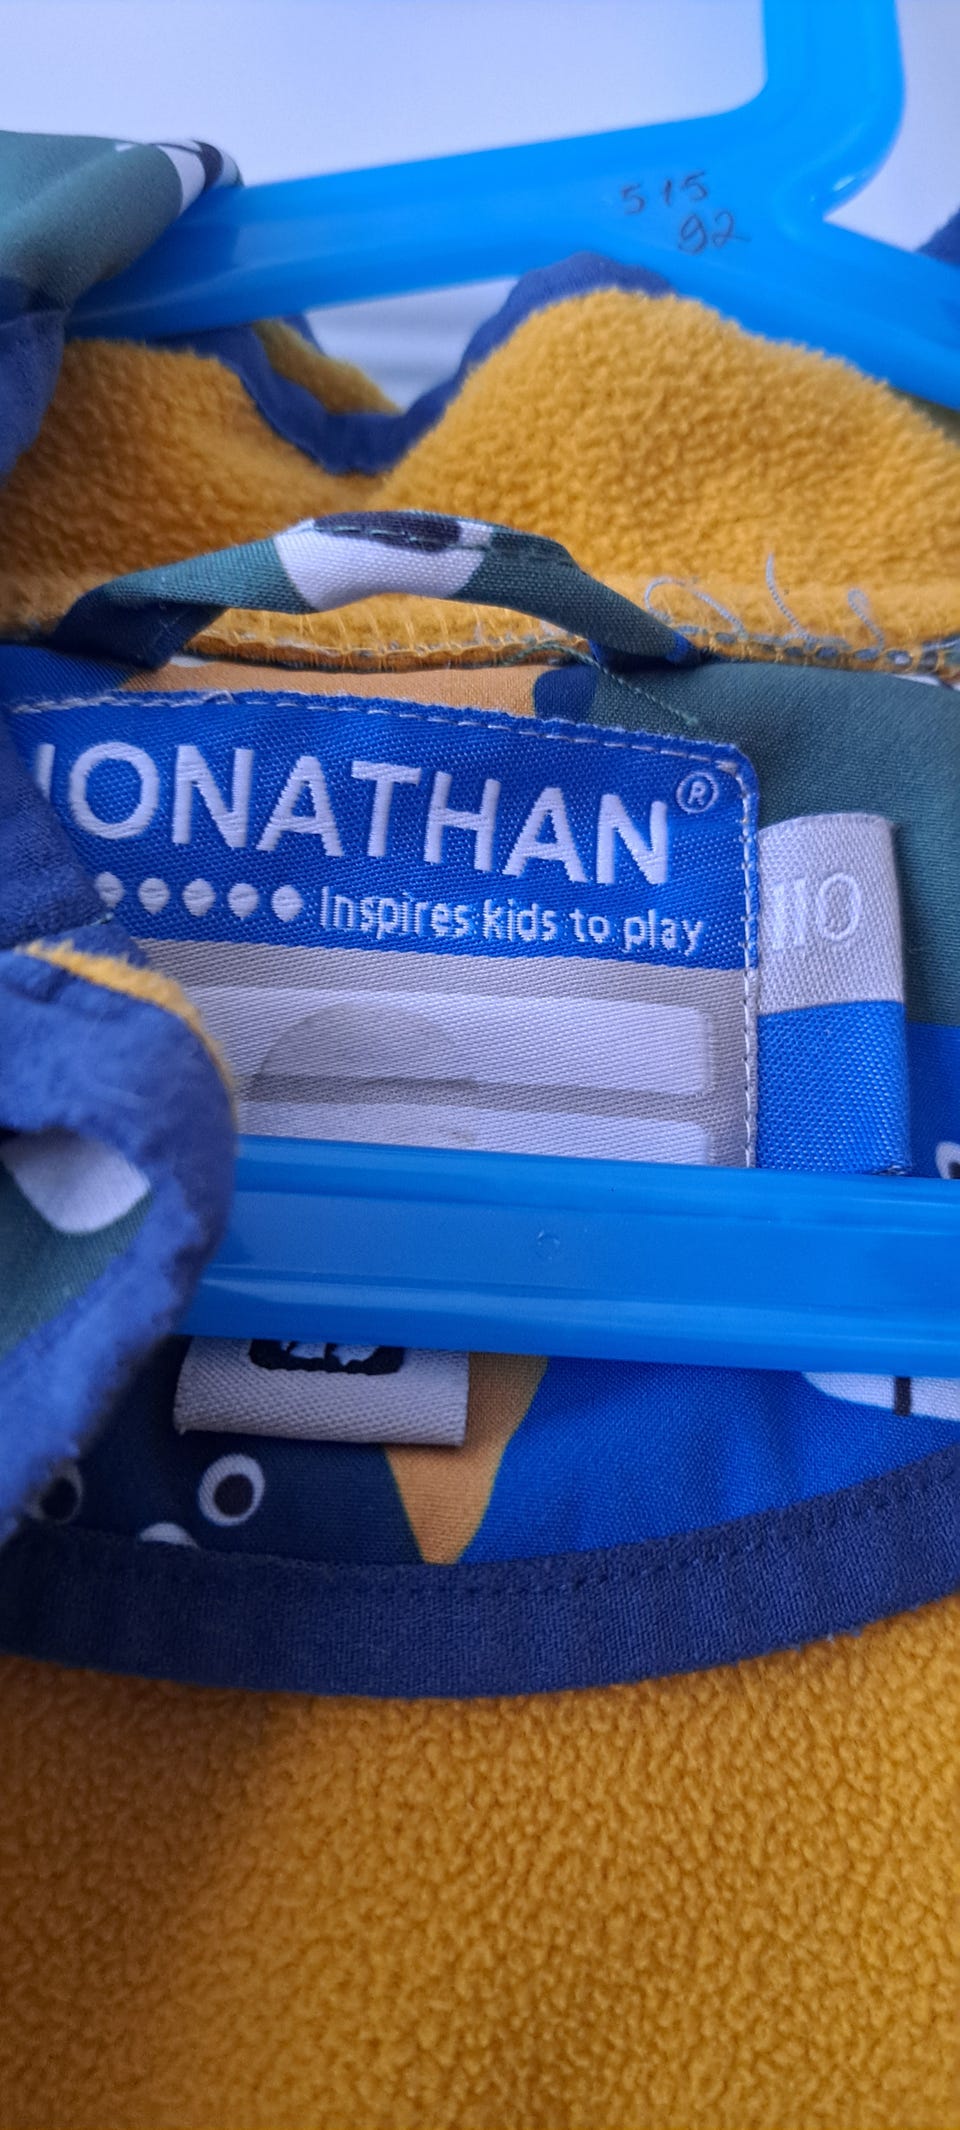 515
92
JONATHAN®
Inspires kids to play
110